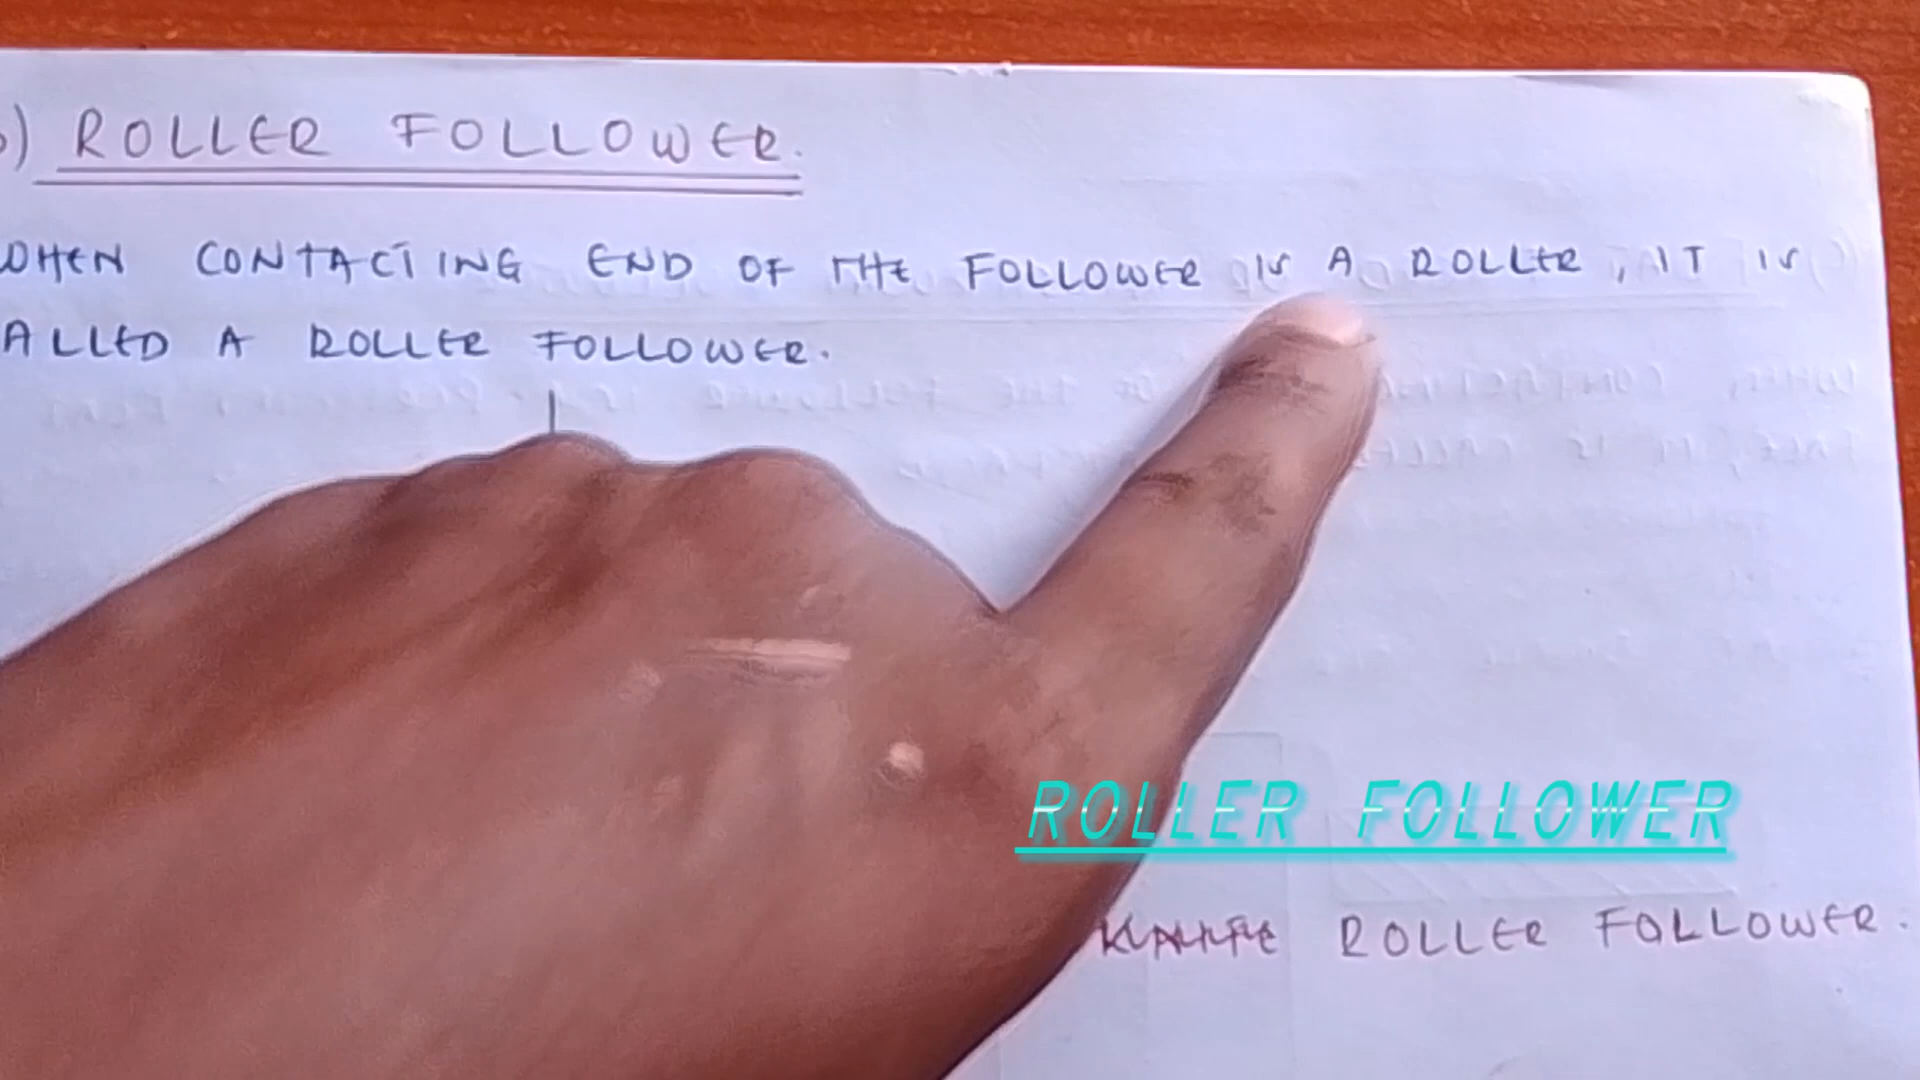 ) ROLLER FOLLOWER.
WHEN CONTACTING END OF THE FOLLOWER IS A ROLLER, IT IS
ALLED A ROLLER FOLLOWER.
ROLLER FOLLOWER
ROLLER FOLLOWER.